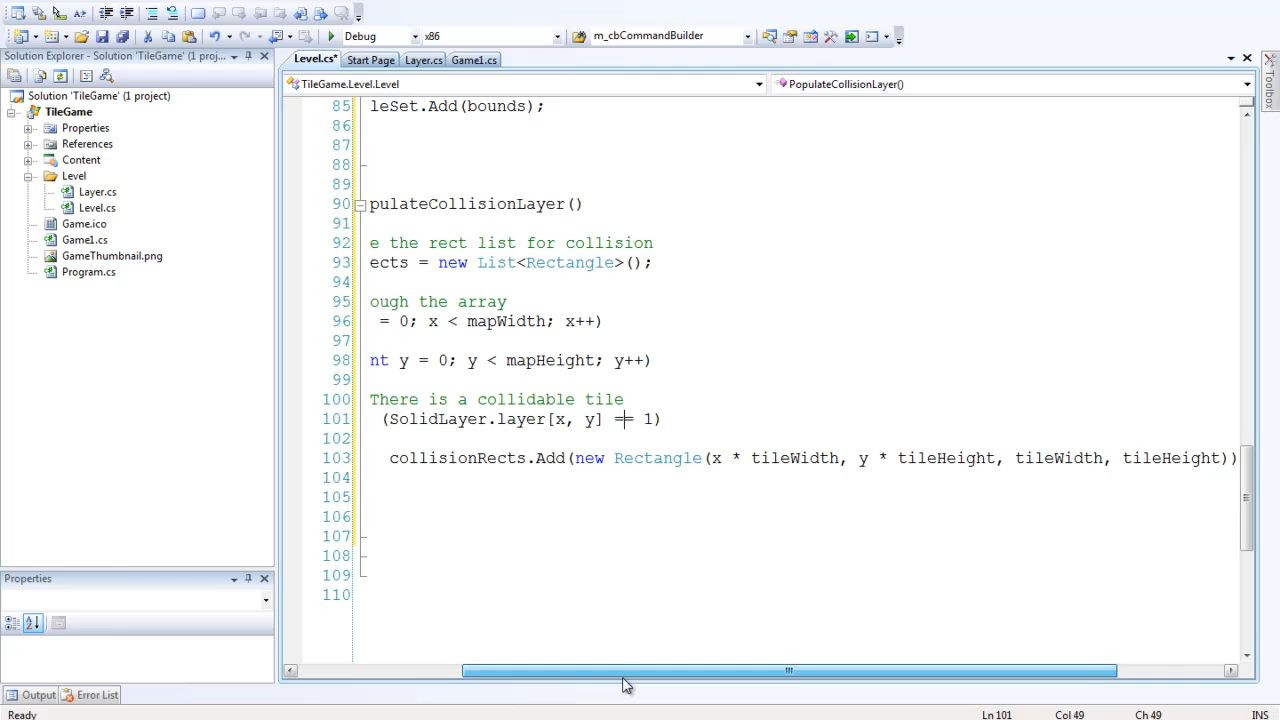 Debug
x86
m_cbCommandBuilder
Solution Explorer - Solution 'TileGame' (1 project)
Level.cs*
Start Page
Layer.cs
Game1.cs
TileGame.Level.Level
PopulateCollisionLayer()
Toolbox
Solution 'TileGame' (1 project)
TileGame
Properties
References
Content
Level
Layer.cs
Level.cs
Game.ico
Game1.cs
GameThumbnail.png
Program.cs
85 leSet.Add(bounds);
86
87
88
89
90 pulateCollisionLayer()
91
92 e the rect list for collision
93 ects = new List<Rectangle>();
94
95 ough the array
96 = 0; x < mapWidth; x++)
97
98 nt y = 0; y < mapHeight; y++)
99
100 There is a collidable tile
101 (SolidLayer.layer[x, y] == 1)
102
103 collisionRects.Add(new Rectangle(x * tileWidth, y * tileHeight, tileWidth, tileHeight))
104
105
106
107
108
109
110
Properties
Output
Error List
Ready
Ln 101
Col 49
Ch 49
INS